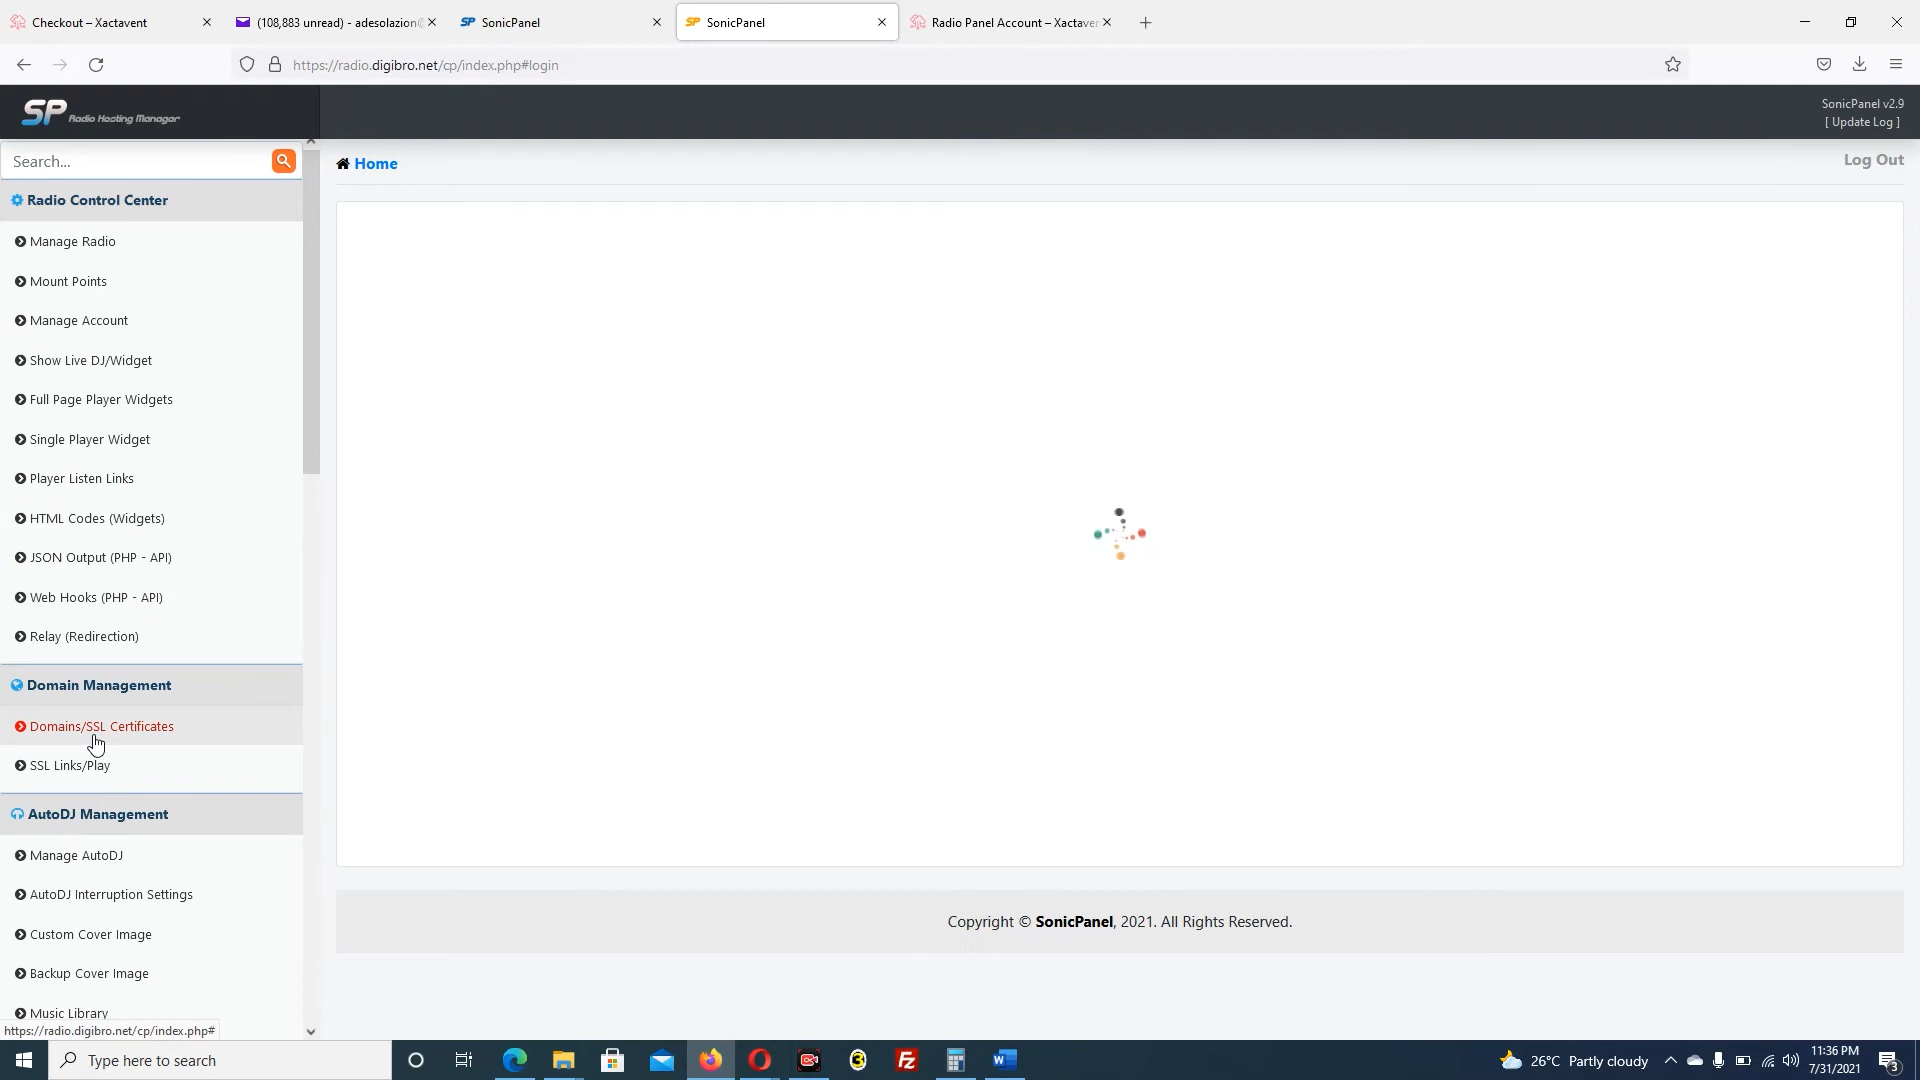 Checkout – Xactavent
(108,883 unread) - adesolazion@
SonicPanel
SonicPanel
Radio Panel Account – Xactaven
https://radio.digibro.net/cp/index.php#login
SP Radio Hosting Manager
SonicPanel v2.9
[ Update Log ]
Search...
Home
Log Out
Radio Control Center
Manage Radio
Mount Points
Manage Account
Show Live DJ/Widget
Full Page Player Widgets
Single Player Widget
Player Listen Links
HTML Codes (Widgets)
JSON Output (PHP - API)
Web Hooks (PHP - API)
Relay (Redirection)
Domain Management
Domains/SSL Certificates
SSL Links/Play
AutoDJ Management
Manage AutoDJ
AutoDJ Interruption Settings
Custom Cover Image
Backup Cover Image
Music Library
Copyright © SonicPanel, 2021. All Rights Reserved.
https://radio.digibro.net/cp/index.php#
Type here to search
26°C Partly cloudy
11:36 PM
7/31/2021
3